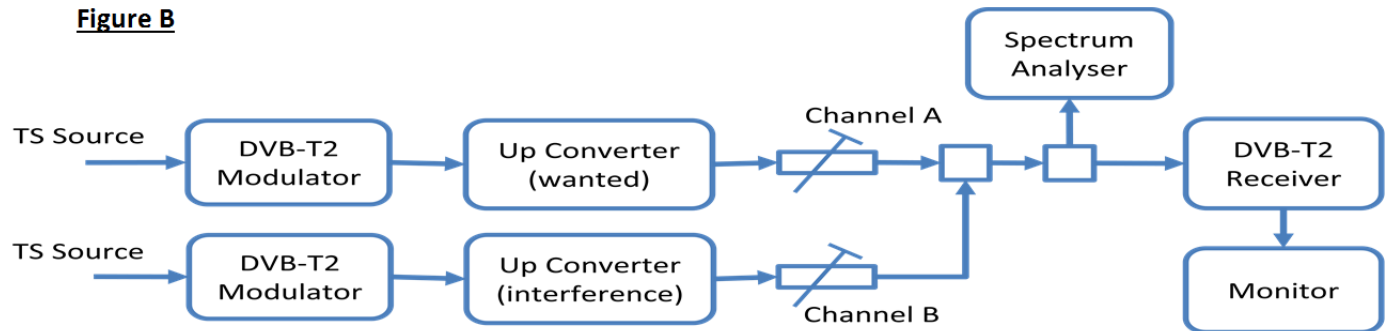 Figure B
Spectrum
Analyser
Channel A
TS Source
DVB-T2
Modulator
Up Converter
(wanted)
DVB-T2
Receiver
TS Source
DVB-T2
Modulator
Up Converter
(interference)
Channel B
Monitor